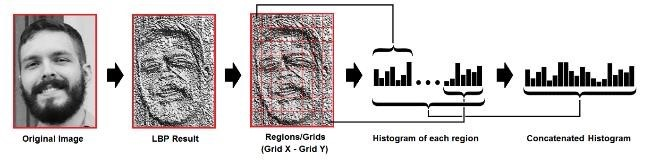 Original Image
LBP Result
Regions/Grids
(Grid X - Grid Y)
Histogram of each region
Concatenated Histogram